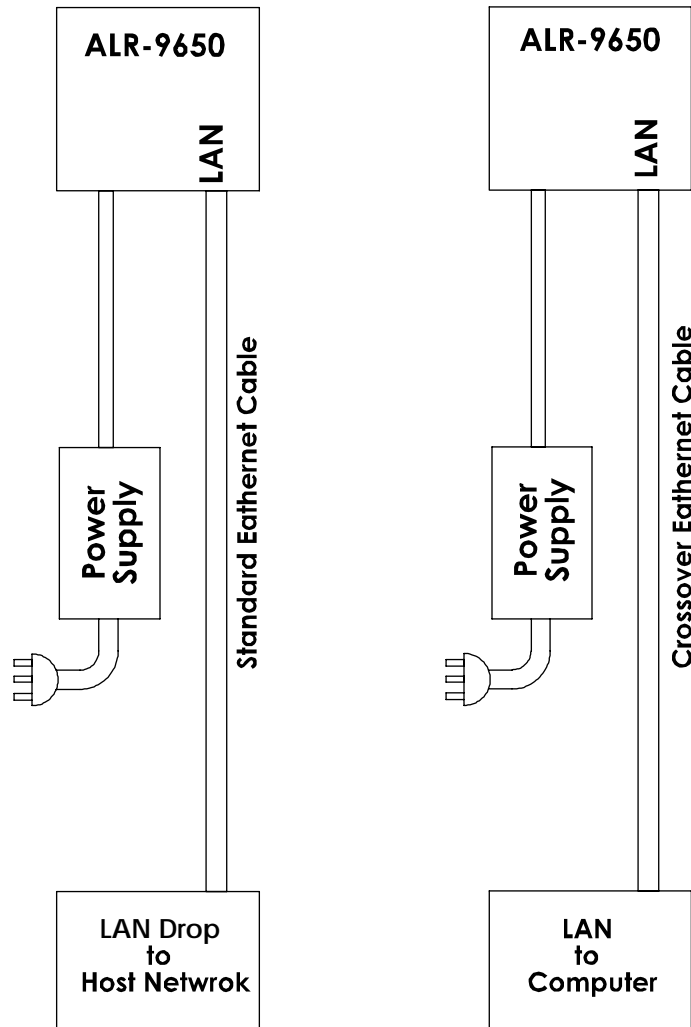 ALR-9650
LAN
Standard Eathernet Cable
Power
Supply
LAN Drop
to
Host Netwrok
ALR-9650
LAN
Crossover Eathernet Cable
Power
Supply
LAN
to
Computer